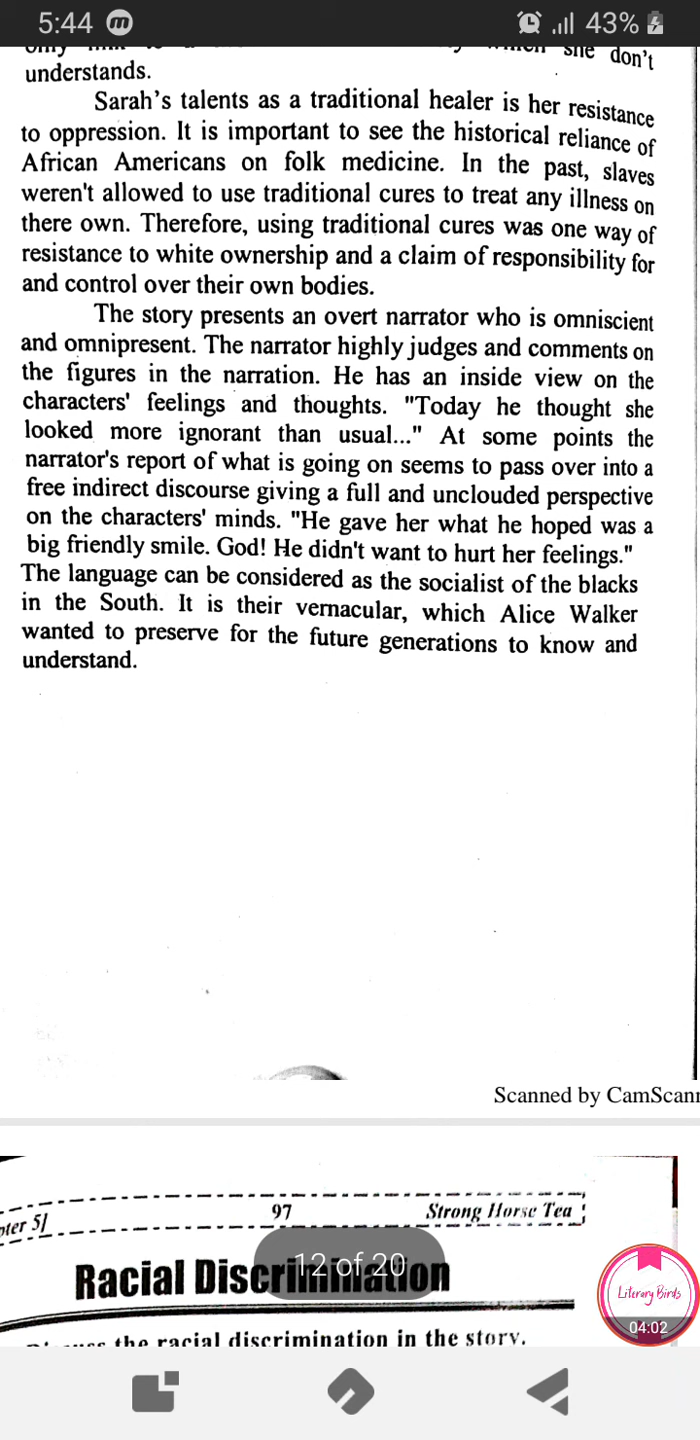 5:44 m 43%
she don't
understands.
Sarah's talents as a traditional healer is her resistance
to oppression. It is important to see the historical reliance of
African Americans on folk medicine. In the past, slaves
weren't allowed to use traditional cures to treat any illness on
there own. Therefore, using traditional cures was one way of
resistance to white ownership and a claim of responsibility for
and control over their own bodies.
The story presents an overt narrator who is omniscient
and omnipresent. The narrator highly judges and comments on
the figures in the narration. He has an inside view on the
characters' feelings and thoughts. "Today he thought she
looked more ignorant than usual..." At some points the
narrator's report of what is going on seems to pass over into a
free indirect discourse giving a full and unclouded perspective
on the characters' minds. "He gave her what he hoped was a
big friendly smile. God! He didn't want to hurt her feelings."
The language can be considered as the socialist of the blacks
in the South. It is their vernacular, which Alice Walker
wanted to preserve for the future generations to know and
understand.
Scanned by CamScann
pter 5] 97 Strong Horse Tea
Racial Discrimination
12 of 20
Literary Birds
04:02
the racial discrimination in the story.